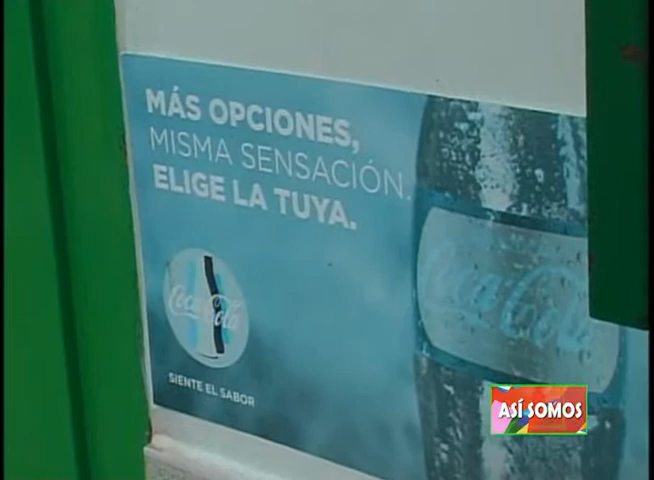 MÁS OPCIONES,
MISMA SENSACIÓN.
ELIGE LA TUYA.
Coca-Cola
Coca-Cola
SIENTE EL SABOR
ASÍ SOMOS